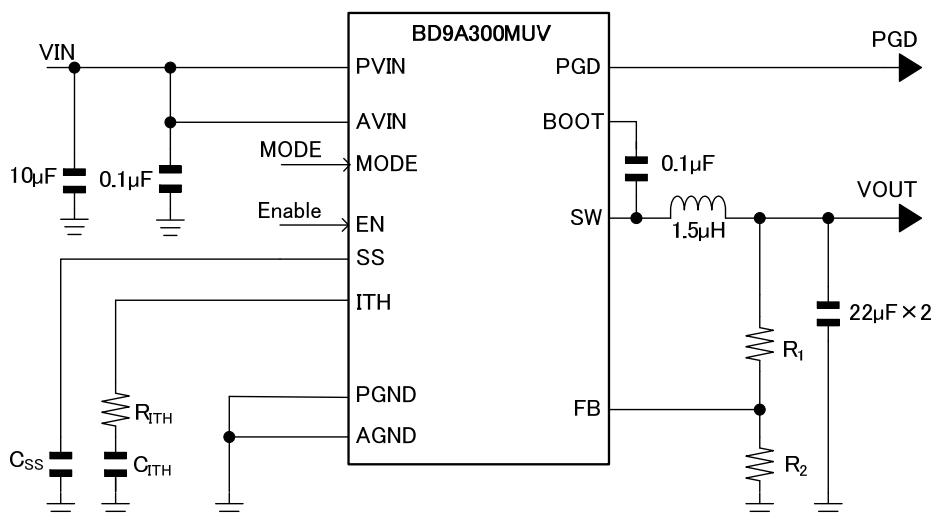 BD9A300MUV
VIN
PVIN
PGD
PGD
AVIN
BOOT
MODE
MODE
10µF
0.1µF
0.1µF
VOUT
Enable
EN
SW
1.5µH
SS
ITH
22µF×2
R1
PGND
FB
RITH
AGND
CSS
CITH
R2